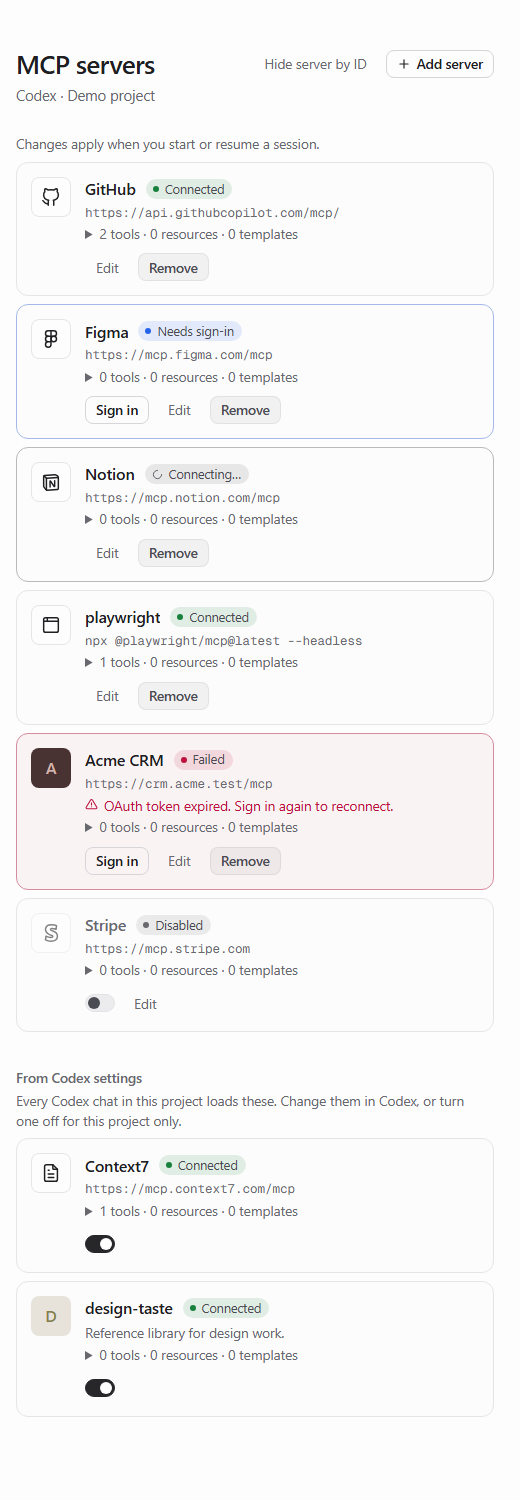 MCP servers
Hide server by ID
+ Add server
Codex · Demo project
Changes apply when you start or resume a session.
GitHub
Connected
https://api.githubcopilot.com/mcp/
2 tools · 0 resources · 0 templates
Edit
Remove
Figma
Needs sign-in
https://mcp.figma.com/mcp
0 tools · 0 resources · 0 templates
Sign in
Edit
Remove
Notion
Connecting...
https://mcp.notion.com/mcp
0 tools · 0 resources · 0 templates
Edit
Remove
playwright
Connected
npx @playwright/mcp@latest --headless
1 tools · 0 resources · 0 templates
Edit
Remove
A
Acme CRM
Failed
https://crm.acme.test/mcp
OAuth token expired. Sign in again to reconnect.
0 tools · 0 resources · 0 templates
Sign in
Edit
Remove
Stripe
Disabled
https://mcp.stripe.com
0 tools · 0 resources · 0 templates
Edit
From Codex settings
Every Codex chat in this project loads these. Change them in Codex, or turn
one off for this project only.
Context7
Connected
https://mcp.context7.com/mcp
1 tools · 0 resources · 0 templates
D
design-taste
Connected
Reference library for design work.
0 tools · 0 resources · 0 templates